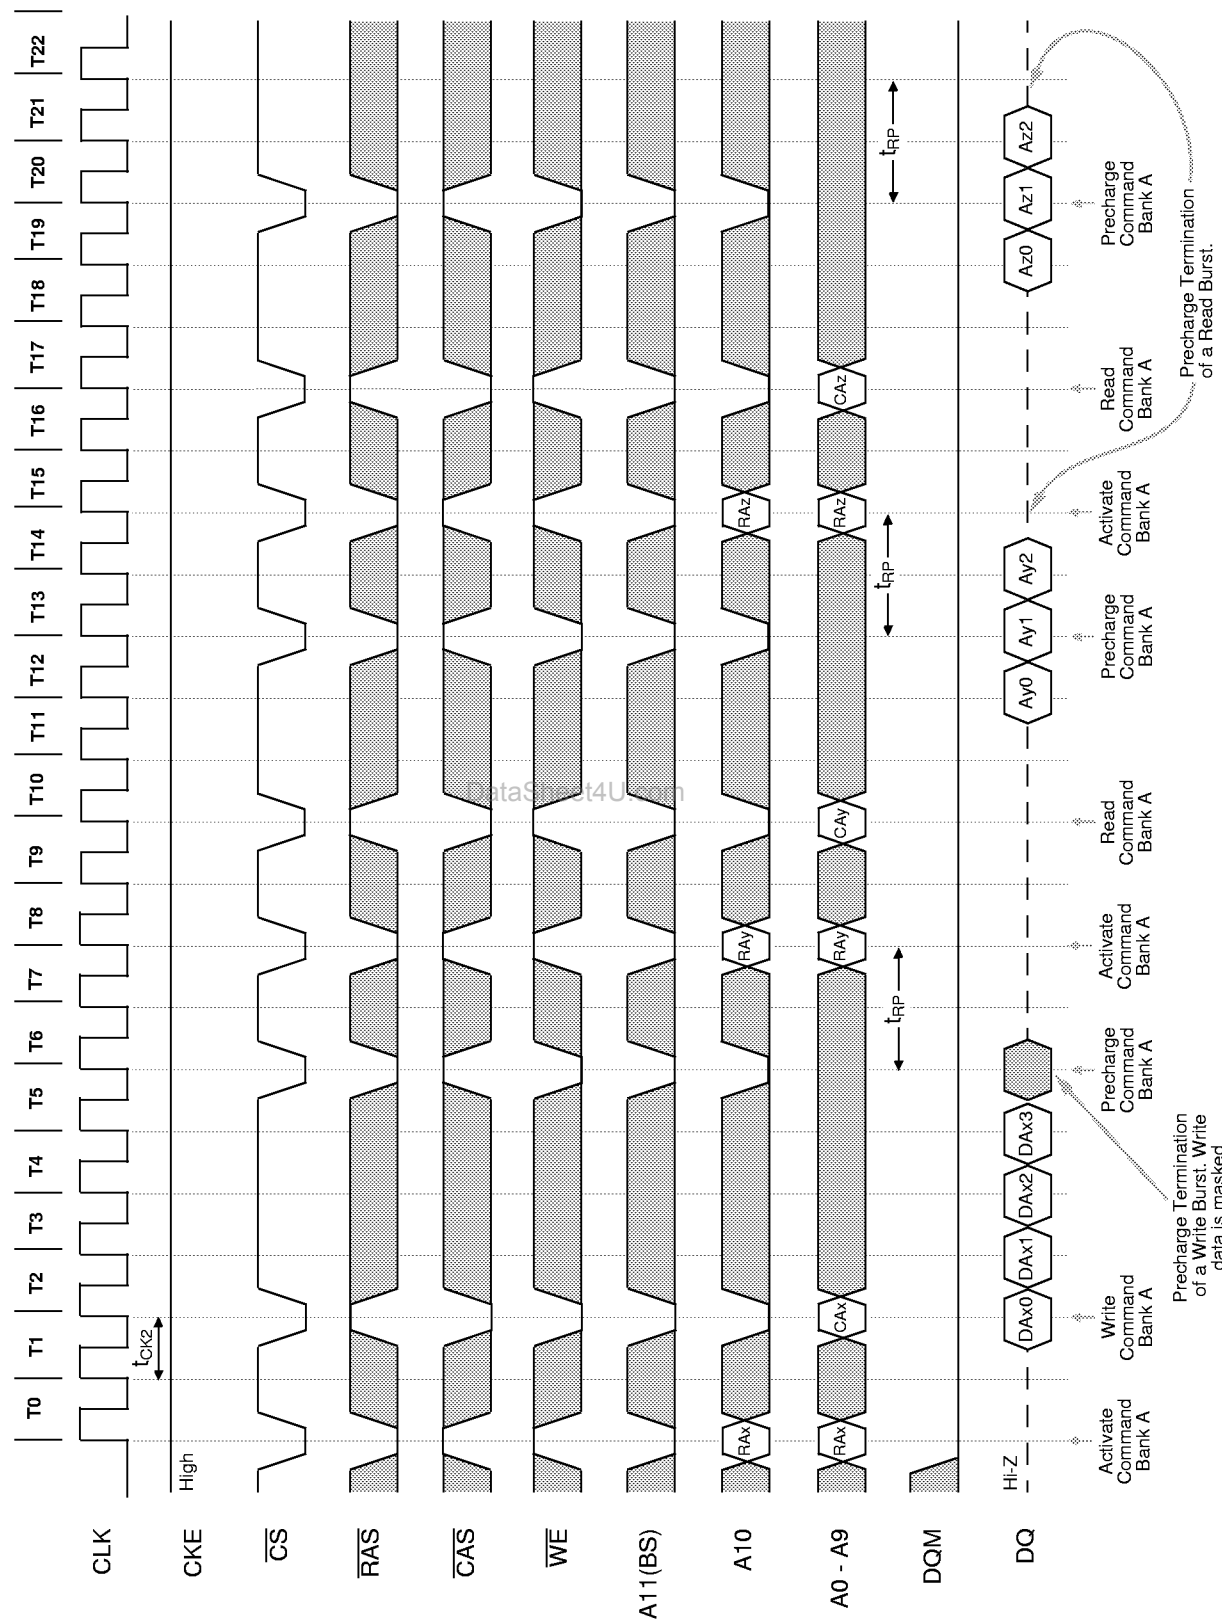 T0 T1 T2 T3 T4 T5 T6 T7 T8 T9 T10 T11 T12 T13 T14 T15 T16 T17 T18 T19 T20 T21 T22
CLK
tCK2
CKE
High
CS
RAS
CAS
WE
A11(BS)
A10
RAx RAy RAz
A0 - A9
RAx CAx RAy CAy RAz CAz
tRP tRP tRP
DQM
DQ
Hi-Z
DAx0 DAx1 DAx2 DAx3 Ay0 Ay1 Ay2 Az0 Az1 Az2
Activate
Command
Bank A
Write
Command
Bank A
Precharge
Command
Bank A
Activate
Command
Bank A
Read
Command
Bank A
Precharge
Command
Bank A
Activate
Command
Bank A
Read
Command
Bank A
Precharge
Command
Bank A
Precharge Termination
of a Write Burst. Write
data is masked
Precharge Termination
of a Read Burst.
DataSheet4U.com